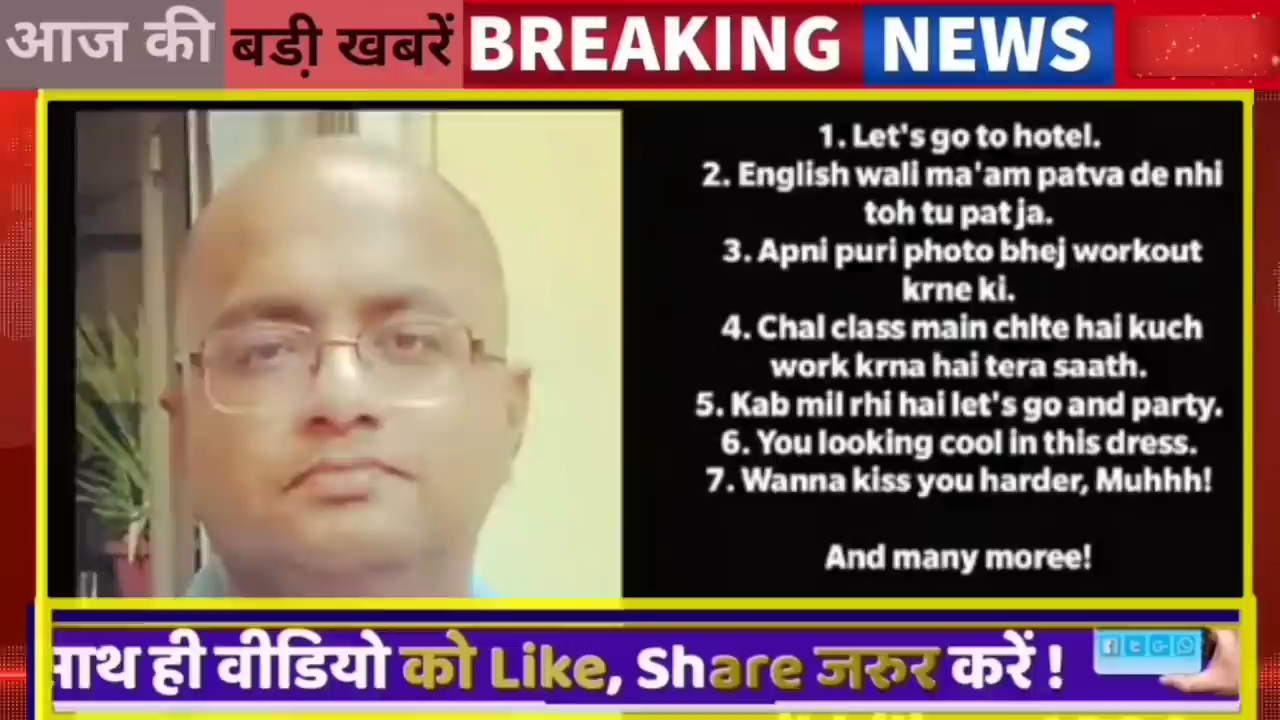 आज की बड़ी खबरें BREAKING NEWS
1. Let's go to hotel.
2. English wali ma'am patva de nhi
toh tu pat ja.
3. Apni puri photo bhej workout
krne ki.
4. Chal class main chlte hai kuch
work krna hai tera saath.
5. Kab mil rhi hai let's go and party.
6. You looking cool in this dress.
7. Wanna kiss you harder, Muhhh!
And many moree!
साथ ही वीडियो को Like, Share जरुर करें !